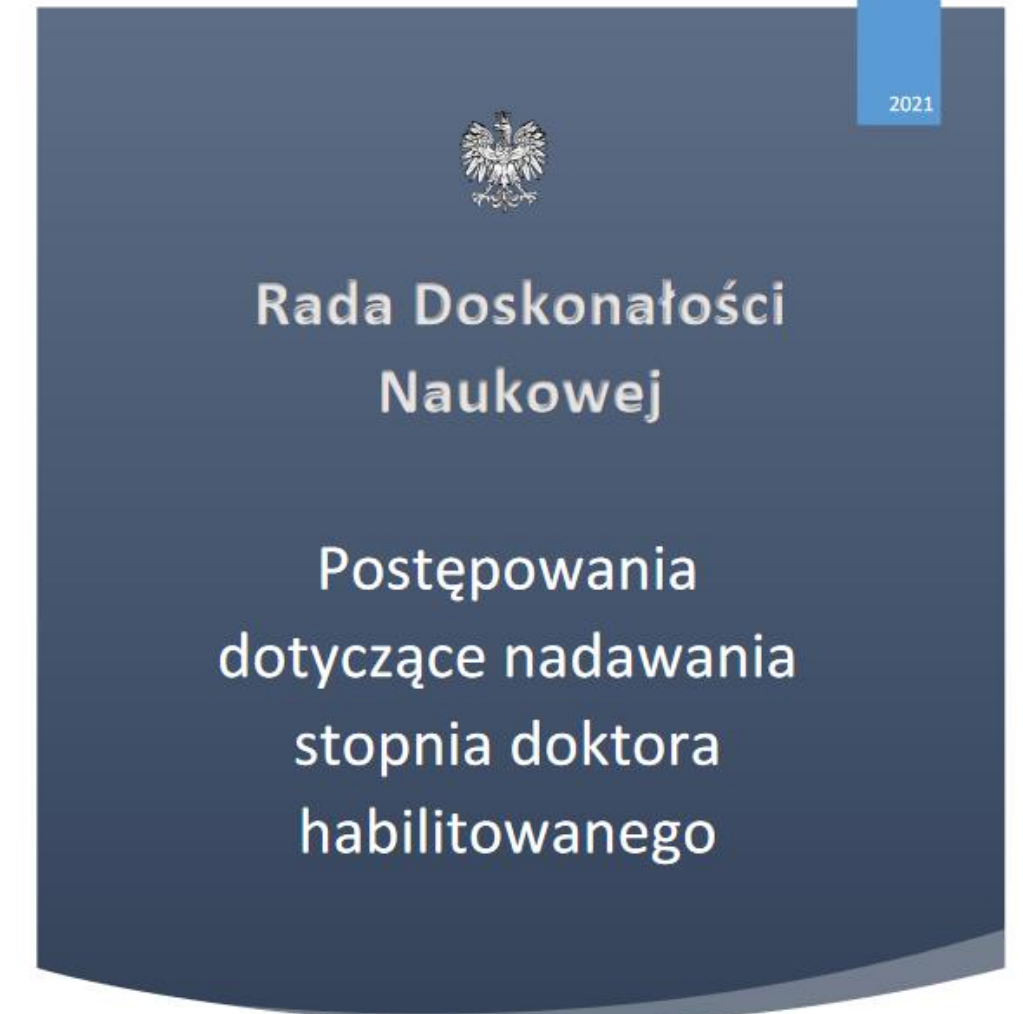 2021
Rada Doskonałości
Naukowej
Postępowania
dotyczące nadawania
stopnia doktora
habilitowanego